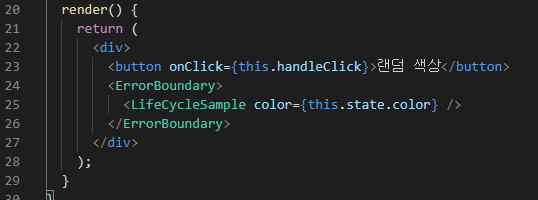 20 render() {
21 return (
22 <div>
23 <button onClick={this.handleClick}>랜덤 색상</button>
24 <ErrorBoundary>
25 <LifeCycleSample color={this.state.color} />
26 </ErrorBoundary>
27 </div>
28 );
29 }
30 }